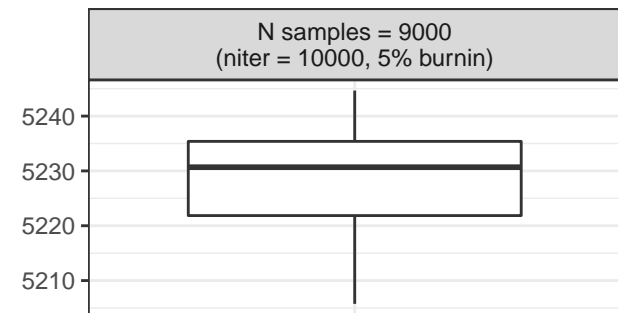 N samples = 9000
(niter = 10000, 5% burnin)
5240
5230
5220
5210